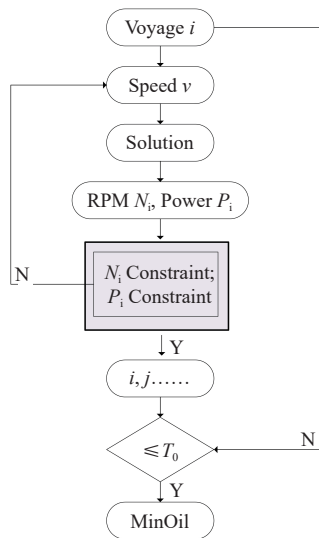 Voyage i
Speed v
Solution
RPM Nᵢ, Power Pᵢ
N
Nᵢ Constraint;
Pᵢ Constraint
Y
i, j……
N
≤T₀
Y
MinOil